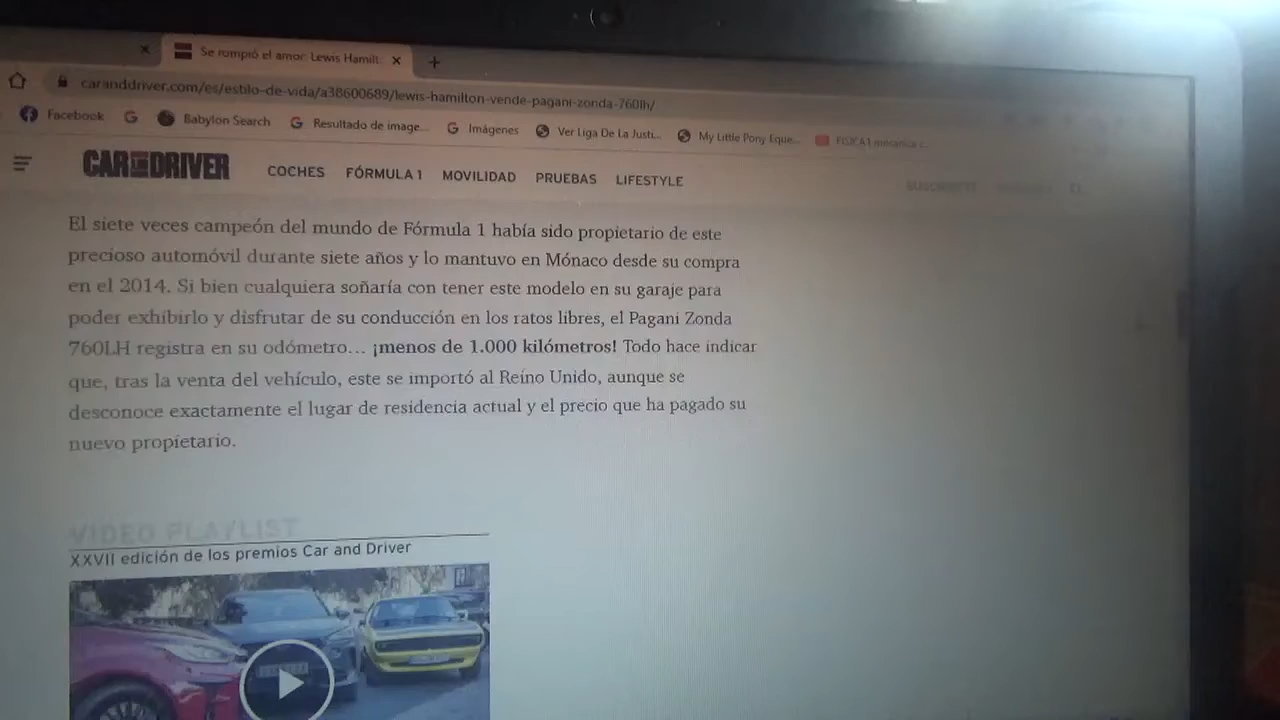 Se rompió el amor: Lewis Hamilt
caranddriver.com/es/estilo-de-vida/a38600689/lewis-hamilton-vende-pagani-zonda-760lh/
Facebook
Babylon Search
Resultado de image...
Imágenes
Ver Liga De La Justi...
My Little Pony Eque...
FISICA1 mecanica c...
CAR AND DRIVER
COCHES FÓRMULA 1 MOVILIDAD PRUEBAS LIFESTYLE
El siete veces campeón del mundo de Fórmula 1 había sido propietario de este
precioso automóvil durante siete años y lo mantuvo en Mónaco desde su compra
en el 2014. Si bien cualquiera soñaría con tener este modelo en su garaje para
poder exhibirlo y disfrutar de su conducción en los ratos libres, el Pagani Zonda
760LH registra en su odómetro... ¡menos de 1.000 kilómetros! Todo hace indicar
que, tras la venta del vehículo, este se importó al Reino Unido, aunque se
desconoce exactamente el lugar de residencia actual y el precio que ha pagado su
nuevo propietario.
VIDEO PLAYLIST
XXVII edición de los premios Car and Driver